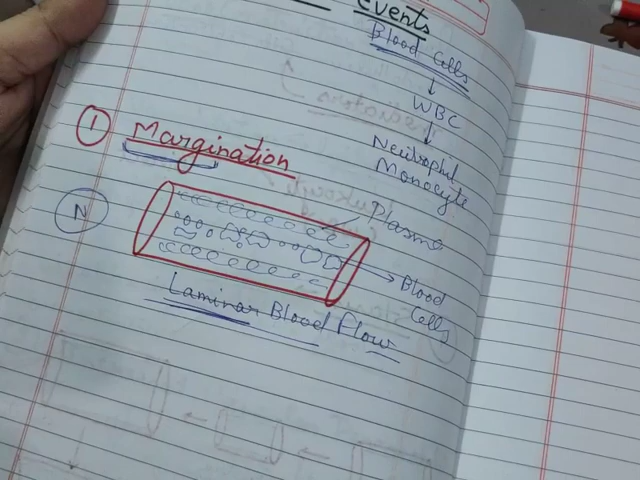 events
Blood Cells
↓
WBC
↓
Neutrophil
Monocyte
1 Margination
N
Plasma
Blood
Cells
Laminar Blood Flow